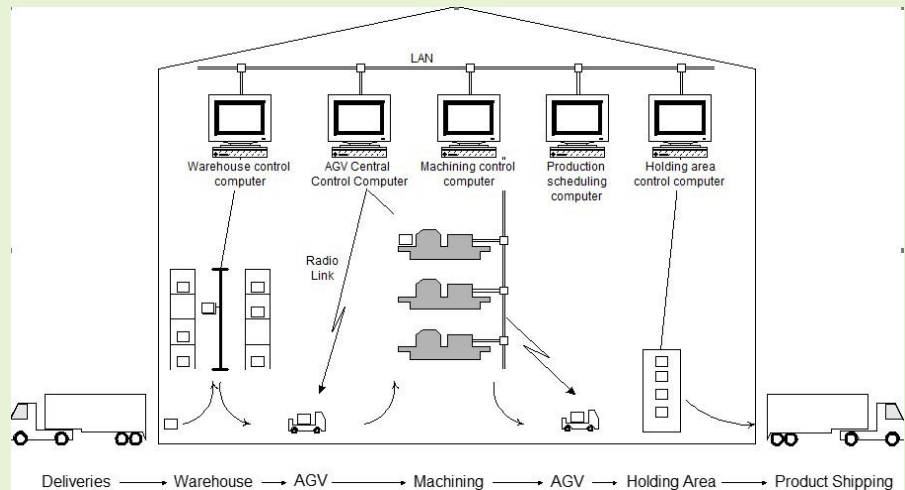 LAN
Warehouse control
computer
AGV Central
Control Computer
Machining control
computer
Production
scheduling
computer
Holding area
control computer
Radio
Link
Deliveries
Warehouse
AGV
Machining
AGV
Holding Area
Product Shipping